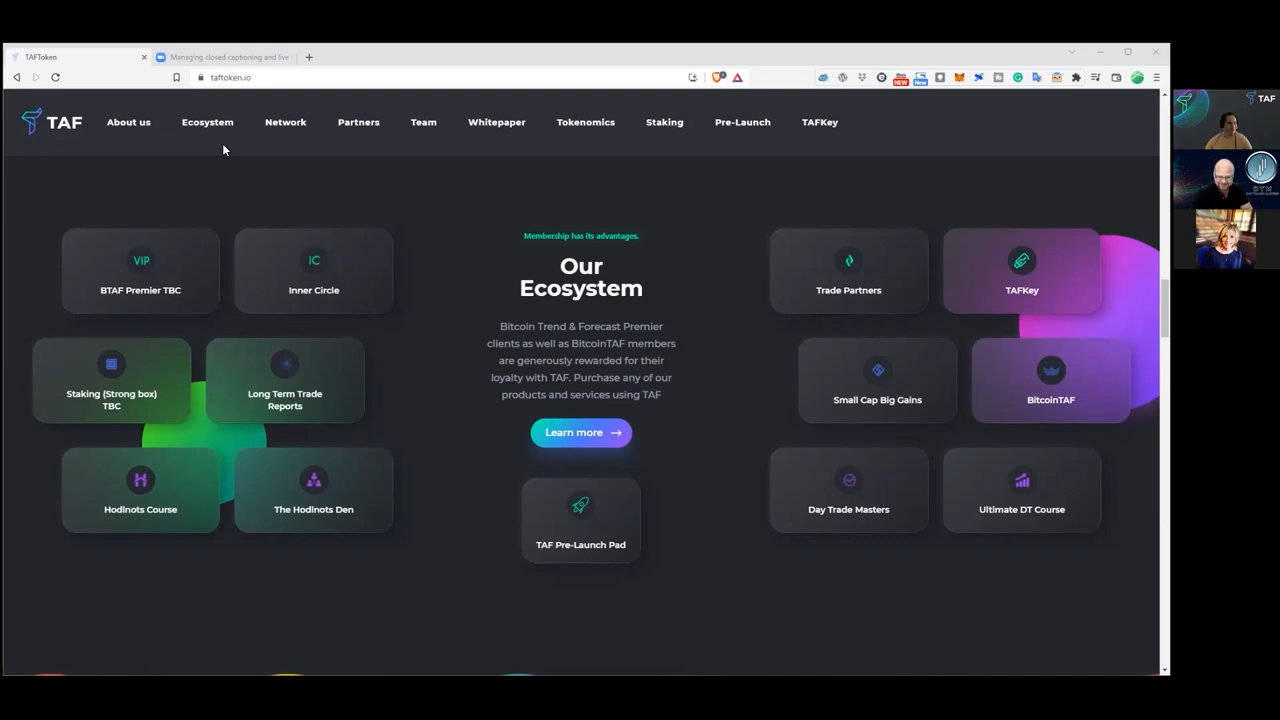 TAFToken
Managing closed captioning and live
taftoken.io
TAF
About us
Ecosystem
Network
Partners
Team
Whitepaper
Tokenomics
Staking
Pre-Launch
TAFKey
VIP
BTAF Premier TBC
IC
Inner Circle
Staking (Strong box)
TBC
Long Term Trade
Reports
Hodlnots Course
The Hodlnots Den
Membership has its advantages.
Our
Ecosystem
Bitcoin Trend & Forecast Premier
clients as well as BitcoinTAF members
are generously rewarded for their
loyalty with TAF. Purchase any of our
products and services using TAF
Learn more
TAF Pre-Launch Pad
Trade Partners
TAFKey
Small Cap Big Gains
BitcoinTAF
Day Trade Masters
Ultimate DT Course
NEW
New
TAF
DTM